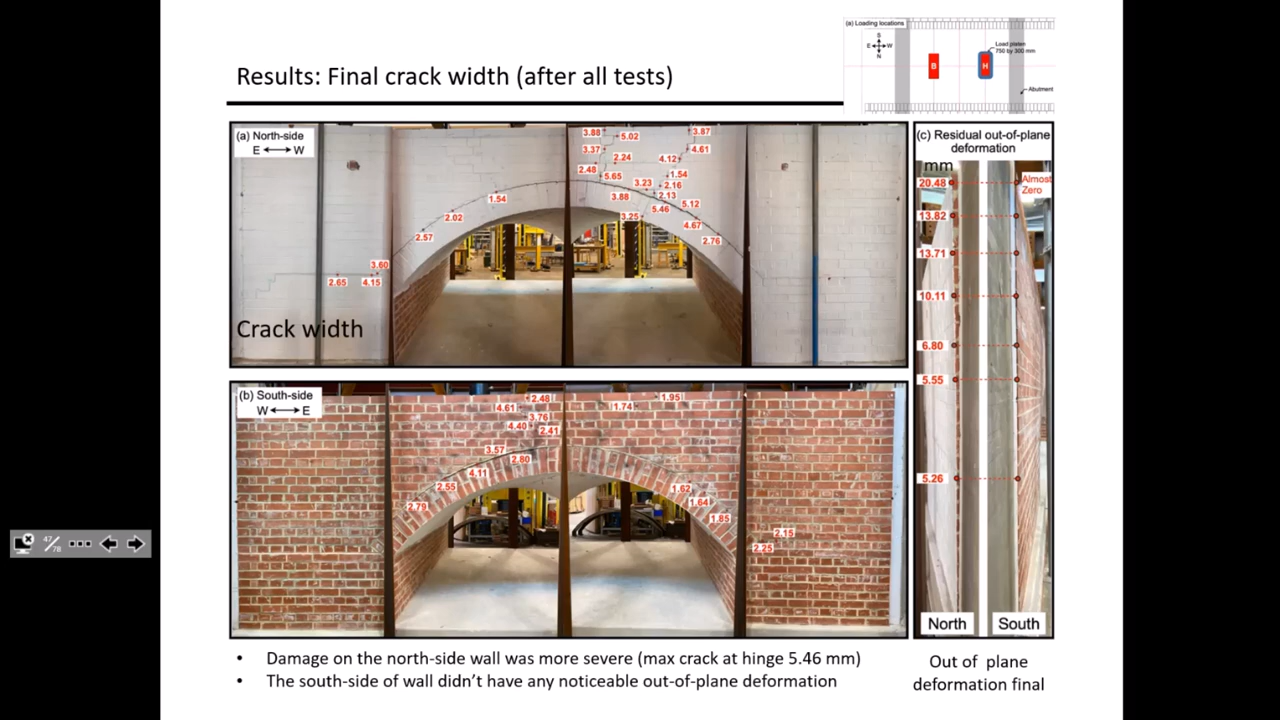 (a) Loading locations
S
E W
N
B
H
Load platen
750 by 300 mm
Abutment
Results: Final crack width (after all tests)
(a) North-side
E W
3.88
5.02
3.87
3.37
2.24
4.61
4.12
2.48
5.65
1.54
3.23
2.16
2.13
1.54
3.88
5.12
5.46
2.02
3.25
4.67
2.57
2.76
3.60
2.65
4.15
Crack width
(b) South-side
W E
2.48
1.95
4.61
1.74
3.76
4.40
2.41
3.57
2.80
4.11
2.55
1.62
2.79
1.64
1.85
2.15
2.25
(c) Residual out-of-plane
deformation
mm
20.48
Almost
Zero
13.82
13.71
10.11
6.80
5.55
5.26
North
South
47/78
• Damage on the north-side wall was more severe (max crack at hinge 5.46 mm)
• The south-side of wall didn't have any noticeable out-of-plane deformation
Out of plane
deformation final